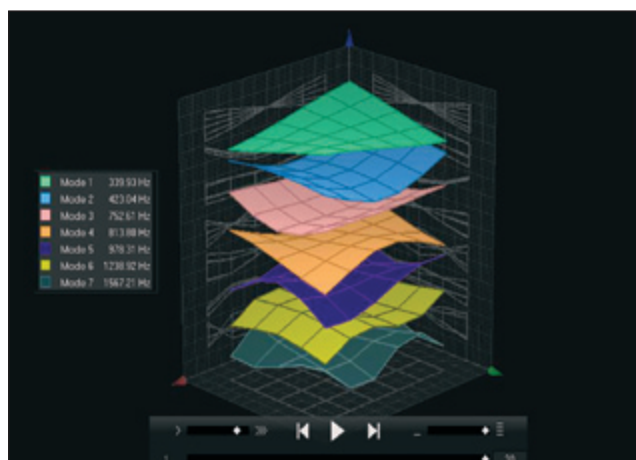 Mode 1 339.93 Hz
Mode 2 423.04 Hz
Mode 3 752.61 Hz
Mode 4 813.88 Hz
Mode 5 978.31 Hz
Mode 6 1238.92 Hz
Mode 7 1567.21 Hz